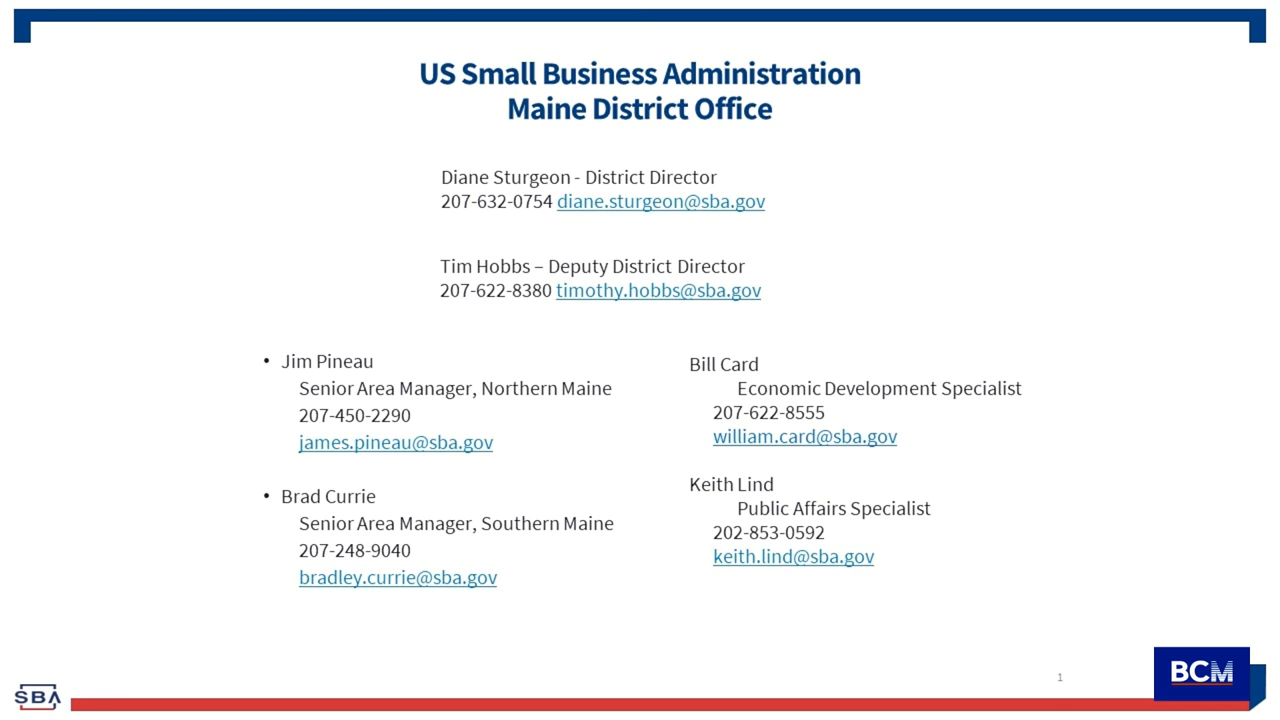 US Small Business Administration
Maine District Office
Diane Sturgeon - District Director
207-632-0754 diane.sturgeon@sba.gov
Tim Hobbs – Deputy District Director
207-622-8380 timothy.hobbs@sba.gov
• Jim Pineau
Senior Area Manager, Northern Maine
207-450-2290
james.pineau@sba.gov
• Brad Currie
Senior Area Manager, Southern Maine
207-248-9040
bradley.currie@sba.gov
Bill Card
Economic Development Specialist
207-622-8555
william.card@sba.gov
Keith Lind
Public Affairs Specialist
202-853-0592
keith.lind@sba.gov
1
SBA
BCM